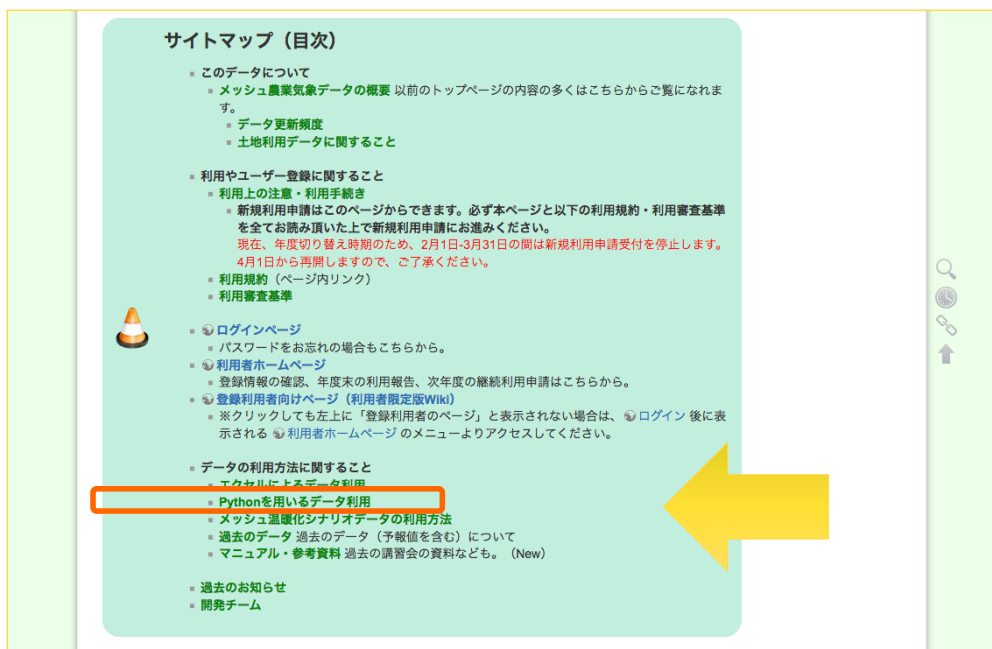 サイトマップ（目次）
このデータについて
メッシュ農業気象データの概要 以前のトップページの内容の多くはこちらからご覧になれま
す。
データ更新頻度
土地利用データに関すること
利用やユーザー登録に関すること
利用上の注意・利用手続き
新規利用申請はこのページからできます。必ず本ページと以下の利用規約・利用審査基準
を全てお読み頂いた上で新規利用申請にお進みください。
現在、年度切り替え時期のため、2月1日-3月31日の間は新規利用申請受付を停止します。
4月1日から再開しますので、ご了承ください。
利用規約（ページ内リンク）
利用審査基準
ログインページ
パスワードをお忘れの場合もこちらから。
利用者ホームページ
登録情報の確認、年度末の利用報告、次年度の継続利用申請はこちらから。
登録利用者向けページ（利用者限定版Wiki）
※クリックしても左上に「登録利用者のページ」と表示されない場合は、 ログイン 後に表
示される 利用者ホームページ のメニューよりアクセスしてください。
データの利用方法に関すること
エクセルによるデータ利用
Pythonを用いるデータ利用
メッシュ温暖化シナリオデータの利用方法
過去のデータ 過去のデータ（予報値を含む）について
マニュアル・参考資料 過去の講習会の資料なども。（New）
過去のお知らせ
開発チーム